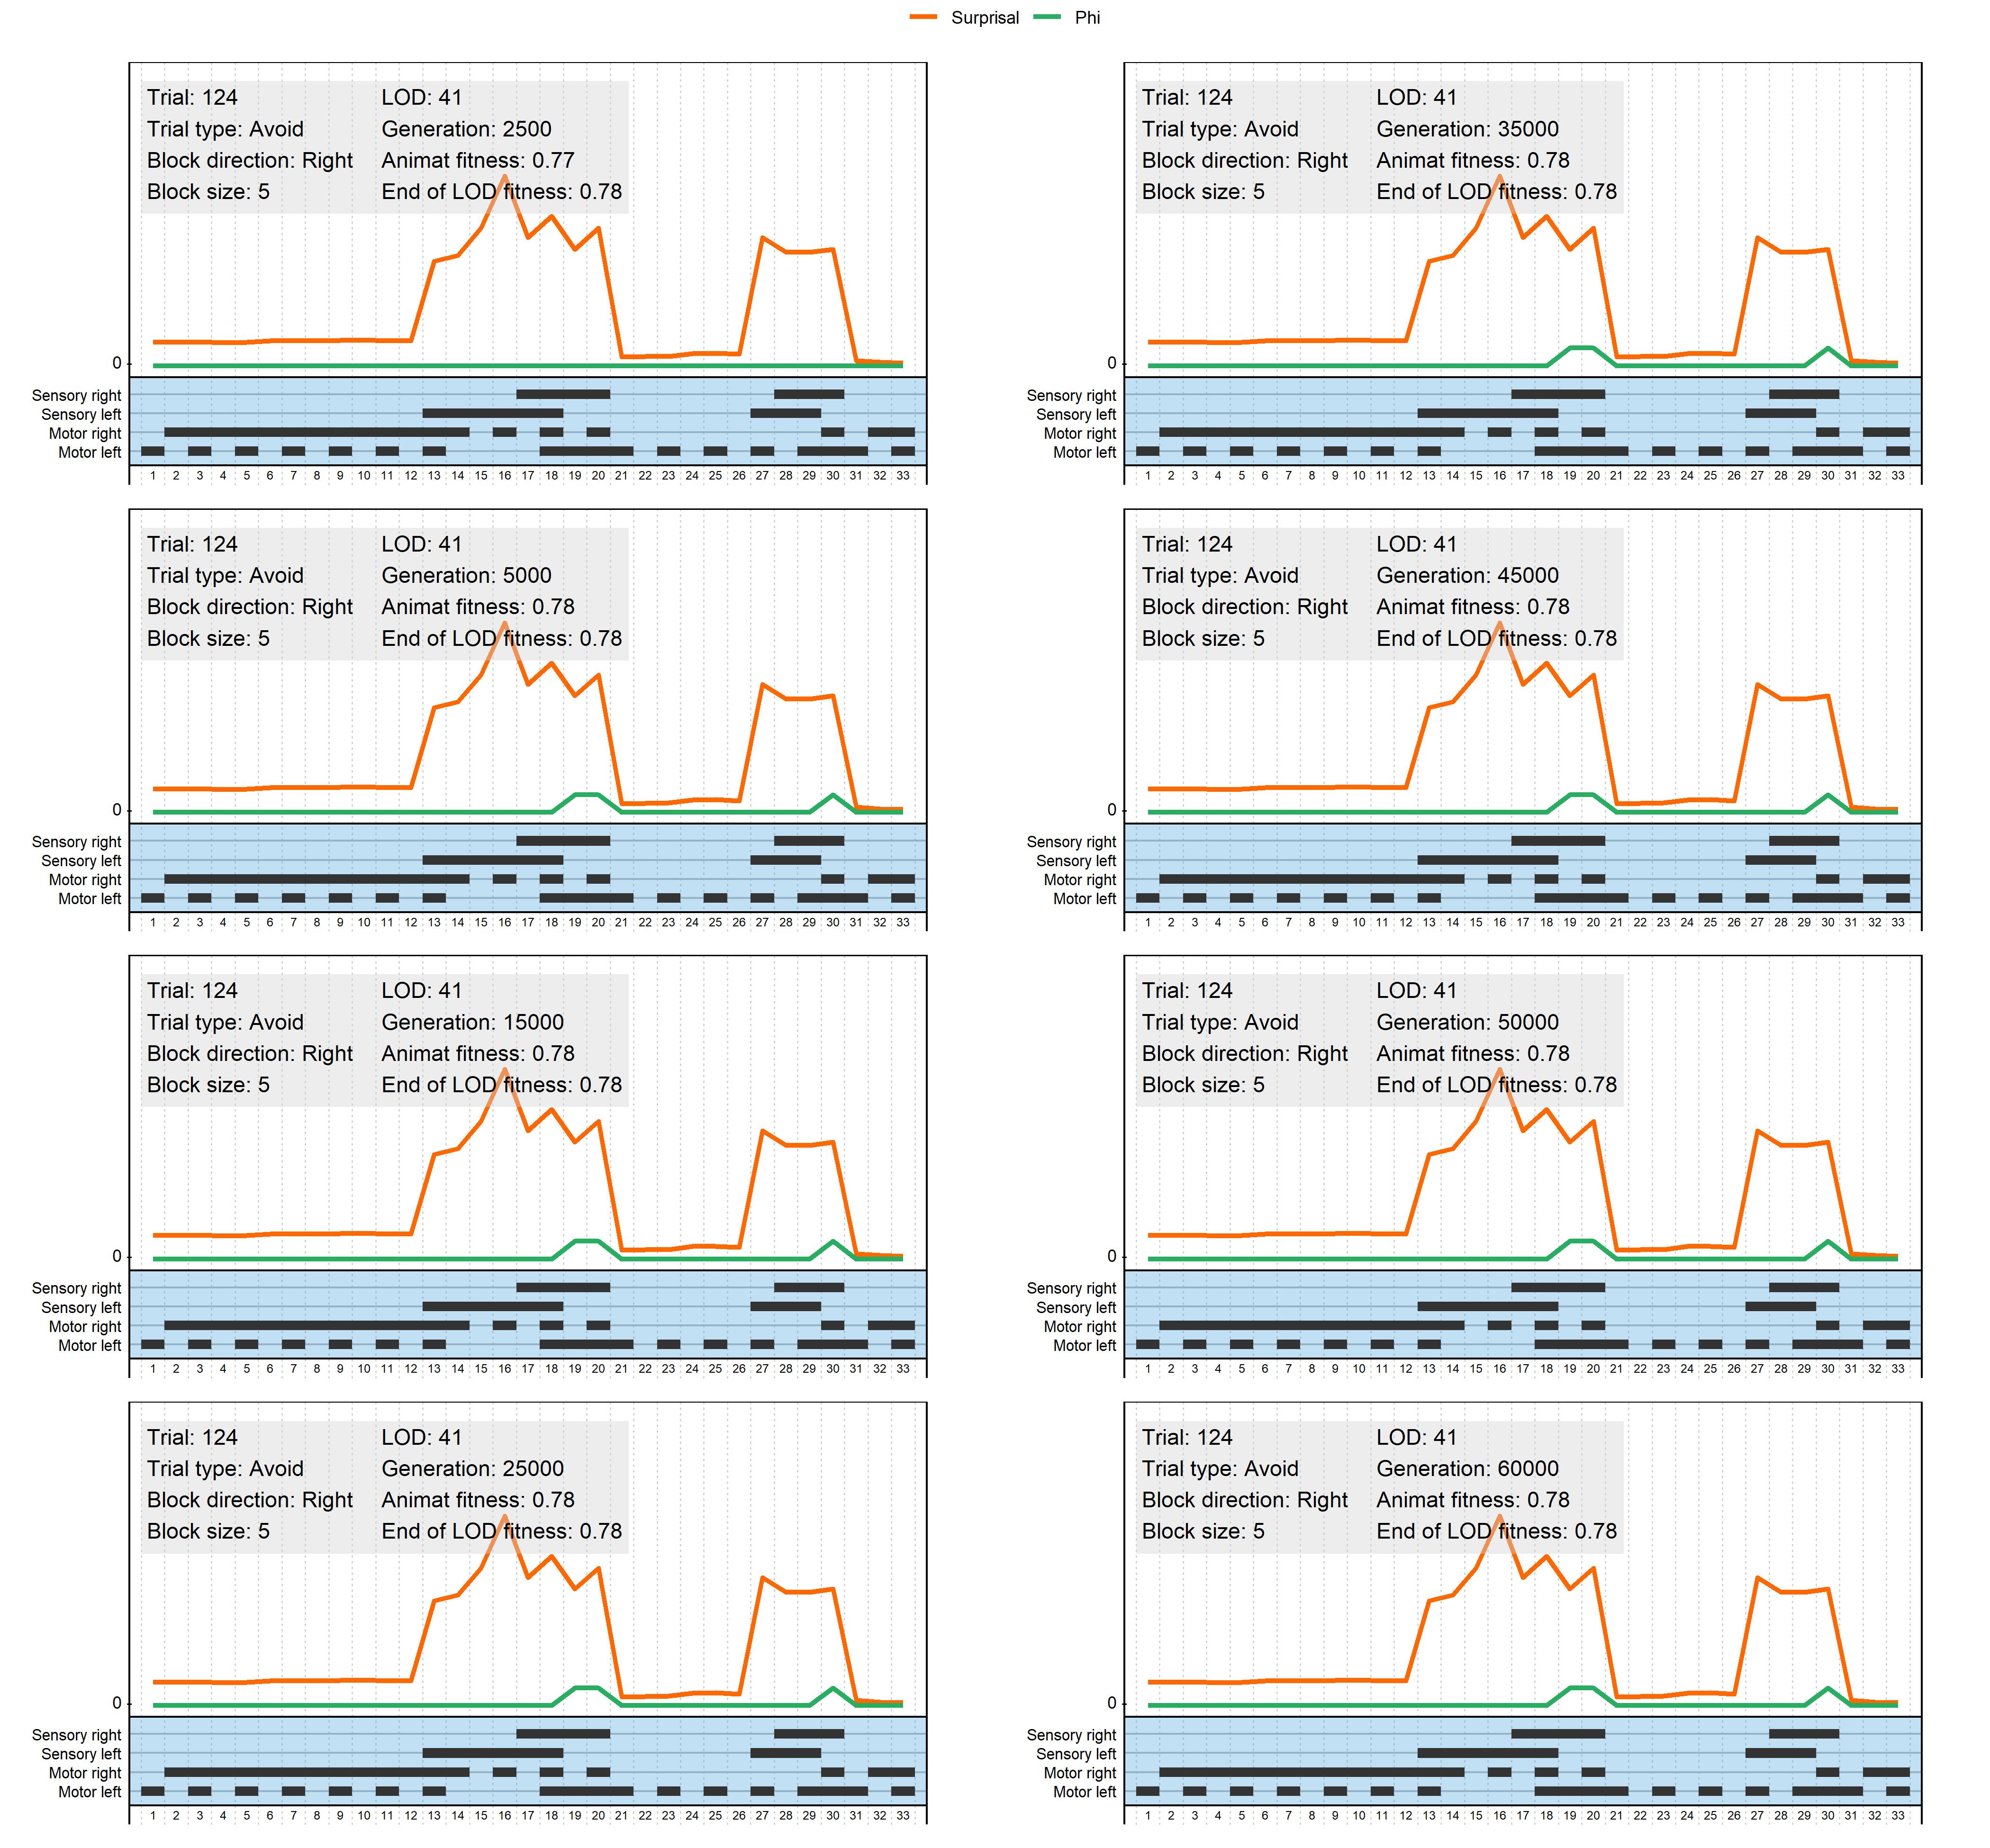 Surprisal Phi
Trial: 124 LOD: 41
Trial type: Avoid Generation: 2500
Block direction: Right Animat fitness: 0.77
Block size: 5 End of LOD fitness: 0.78
0
Sensory right
Sensory left
Motor right
Motor left
1 2 3 4 5 6 7 8 9 10 11 12 13 14 15 16 17 18 19 20 21 22 23 24 25 26 27 28 29 30 31 32 33
Trial: 124 LOD: 41
Trial type: Avoid Generation: 35000
Block direction: Right Animat fitness: 0.78
Block size: 5 End of LOD fitness: 0.78
0
Sensory right
Sensory left
Motor right
Motor left
1 2 3 4 5 6 7 8 9 10 11 12 13 14 15 16 17 18 19 20 21 22 23 24 25 26 27 28 29 30 31 32 33
Trial: 124 LOD: 41
Trial type: Avoid Generation: 5000
Block direction: Right Animat fitness: 0.78
Block size: 5 End of LOD fitness: 0.78
0
Sensory right
Sensory left
Motor right
Motor left
1 2 3 4 5 6 7 8 9 10 11 12 13 14 15 16 17 18 19 20 21 22 23 24 25 26 27 28 29 30 31 32 33
Trial: 124 LOD: 41
Trial type: Avoid Generation: 45000
Block direction: Right Animat fitness: 0.78
Block size: 5 End of LOD fitness: 0.78
0
Sensory right
Sensory left
Motor right
Motor left
1 2 3 4 5 6 7 8 9 10 11 12 13 14 15 16 17 18 19 20 21 22 23 24 25 26 27 28 29 30 31 32 33
Trial: 124 LOD: 41
Trial type: Avoid Generation: 15000
Block direction: Right Animat fitness: 0.78
Block size: 5 End of LOD fitness: 0.78
0
Sensory right
Sensory left
Motor right
Motor left
1 2 3 4 5 6 7 8 9 10 11 12 13 14 15 16 17 18 19 20 21 22 23 24 25 26 27 28 29 30 31 32 33
Trial: 124 LOD: 41
Trial type: Avoid Generation: 50000
Block direction: Right Animat fitness: 0.78
Block size: 5 End of LOD fitness: 0.78
0
Sensory right
Sensory left
Motor right
Motor left
1 2 3 4 5 6 7 8 9 10 11 12 13 14 15 16 17 18 19 20 21 22 23 24 25 26 27 28 29 30 31 32 33
Trial: 124 LOD: 41
Trial type: Avoid Generation: 25000
Block direction: Right Animat fitness: 0.78
Block size: 5 End of LOD fitness: 0.78
0
Sensory right
Sensory left
Motor right
Motor left
1 2 3 4 5 6 7 8 9 10 11 12 13 14 15 16 17 18 19 20 21 22 23 24 25 26 27 28 29 30 31 32 33
Trial: 124 LOD: 41
Trial type: Avoid Generation: 60000
Block direction: Right Animat fitness: 0.78
Block size: 5 End of LOD fitness: 0.78
0
Sensory right
Sensory left
Motor right
Motor left
1 2 3 4 5 6 7 8 9 10 11 12 13 14 15 16 17 18 19 20 21 22 23 24 25 26 27 28 29 30 31 32 33